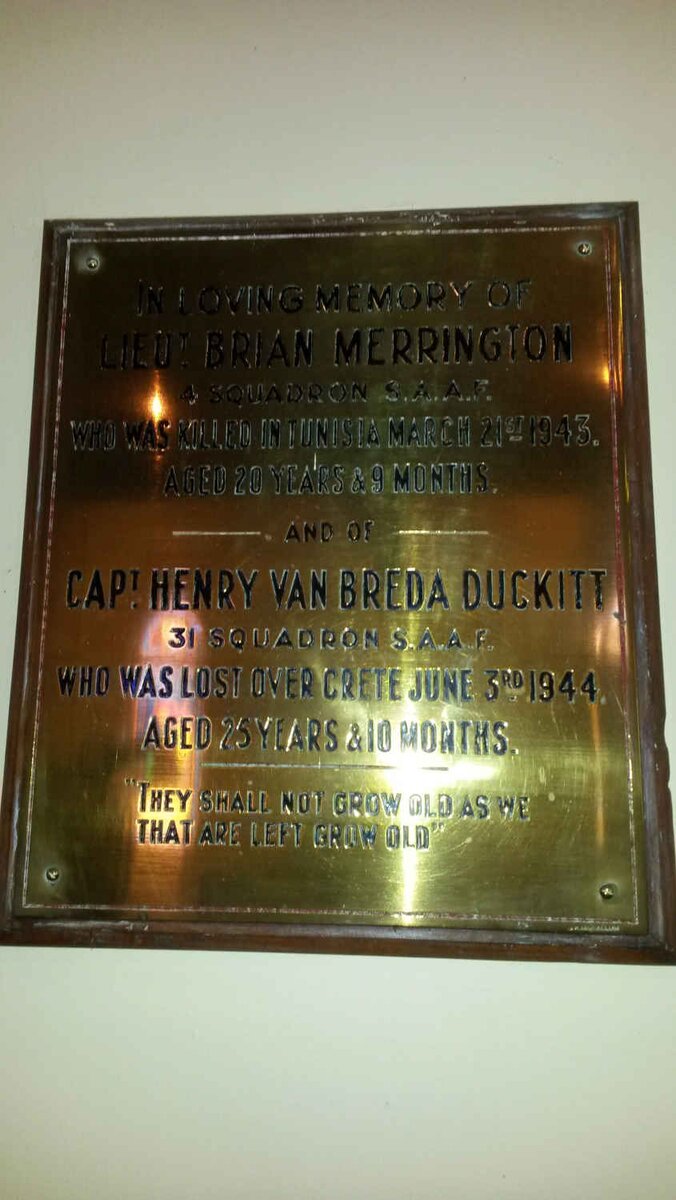 IN LOVING MEMORY OF
LIEUT BRIAN MERRINGTON
4 SQUADRON S.A.A.F.
WHO WAS KILLED IN TUNISIA MARCH 21ST 1943.
AGED 20 YEARS & 9 MONTHS.
AND OF
CAPT. HENRY VAN BREDA DUCKITT
31 SQUADRON S.A.A.F.
WHO WAS LOST OVER CRETE JUNE 3RD 1944.
AGED 25 YEARS & 10 MONTHS.
"THEY SHALL NOT GROW OLD AS WE
THAT ARE LEFT GROW OLD"